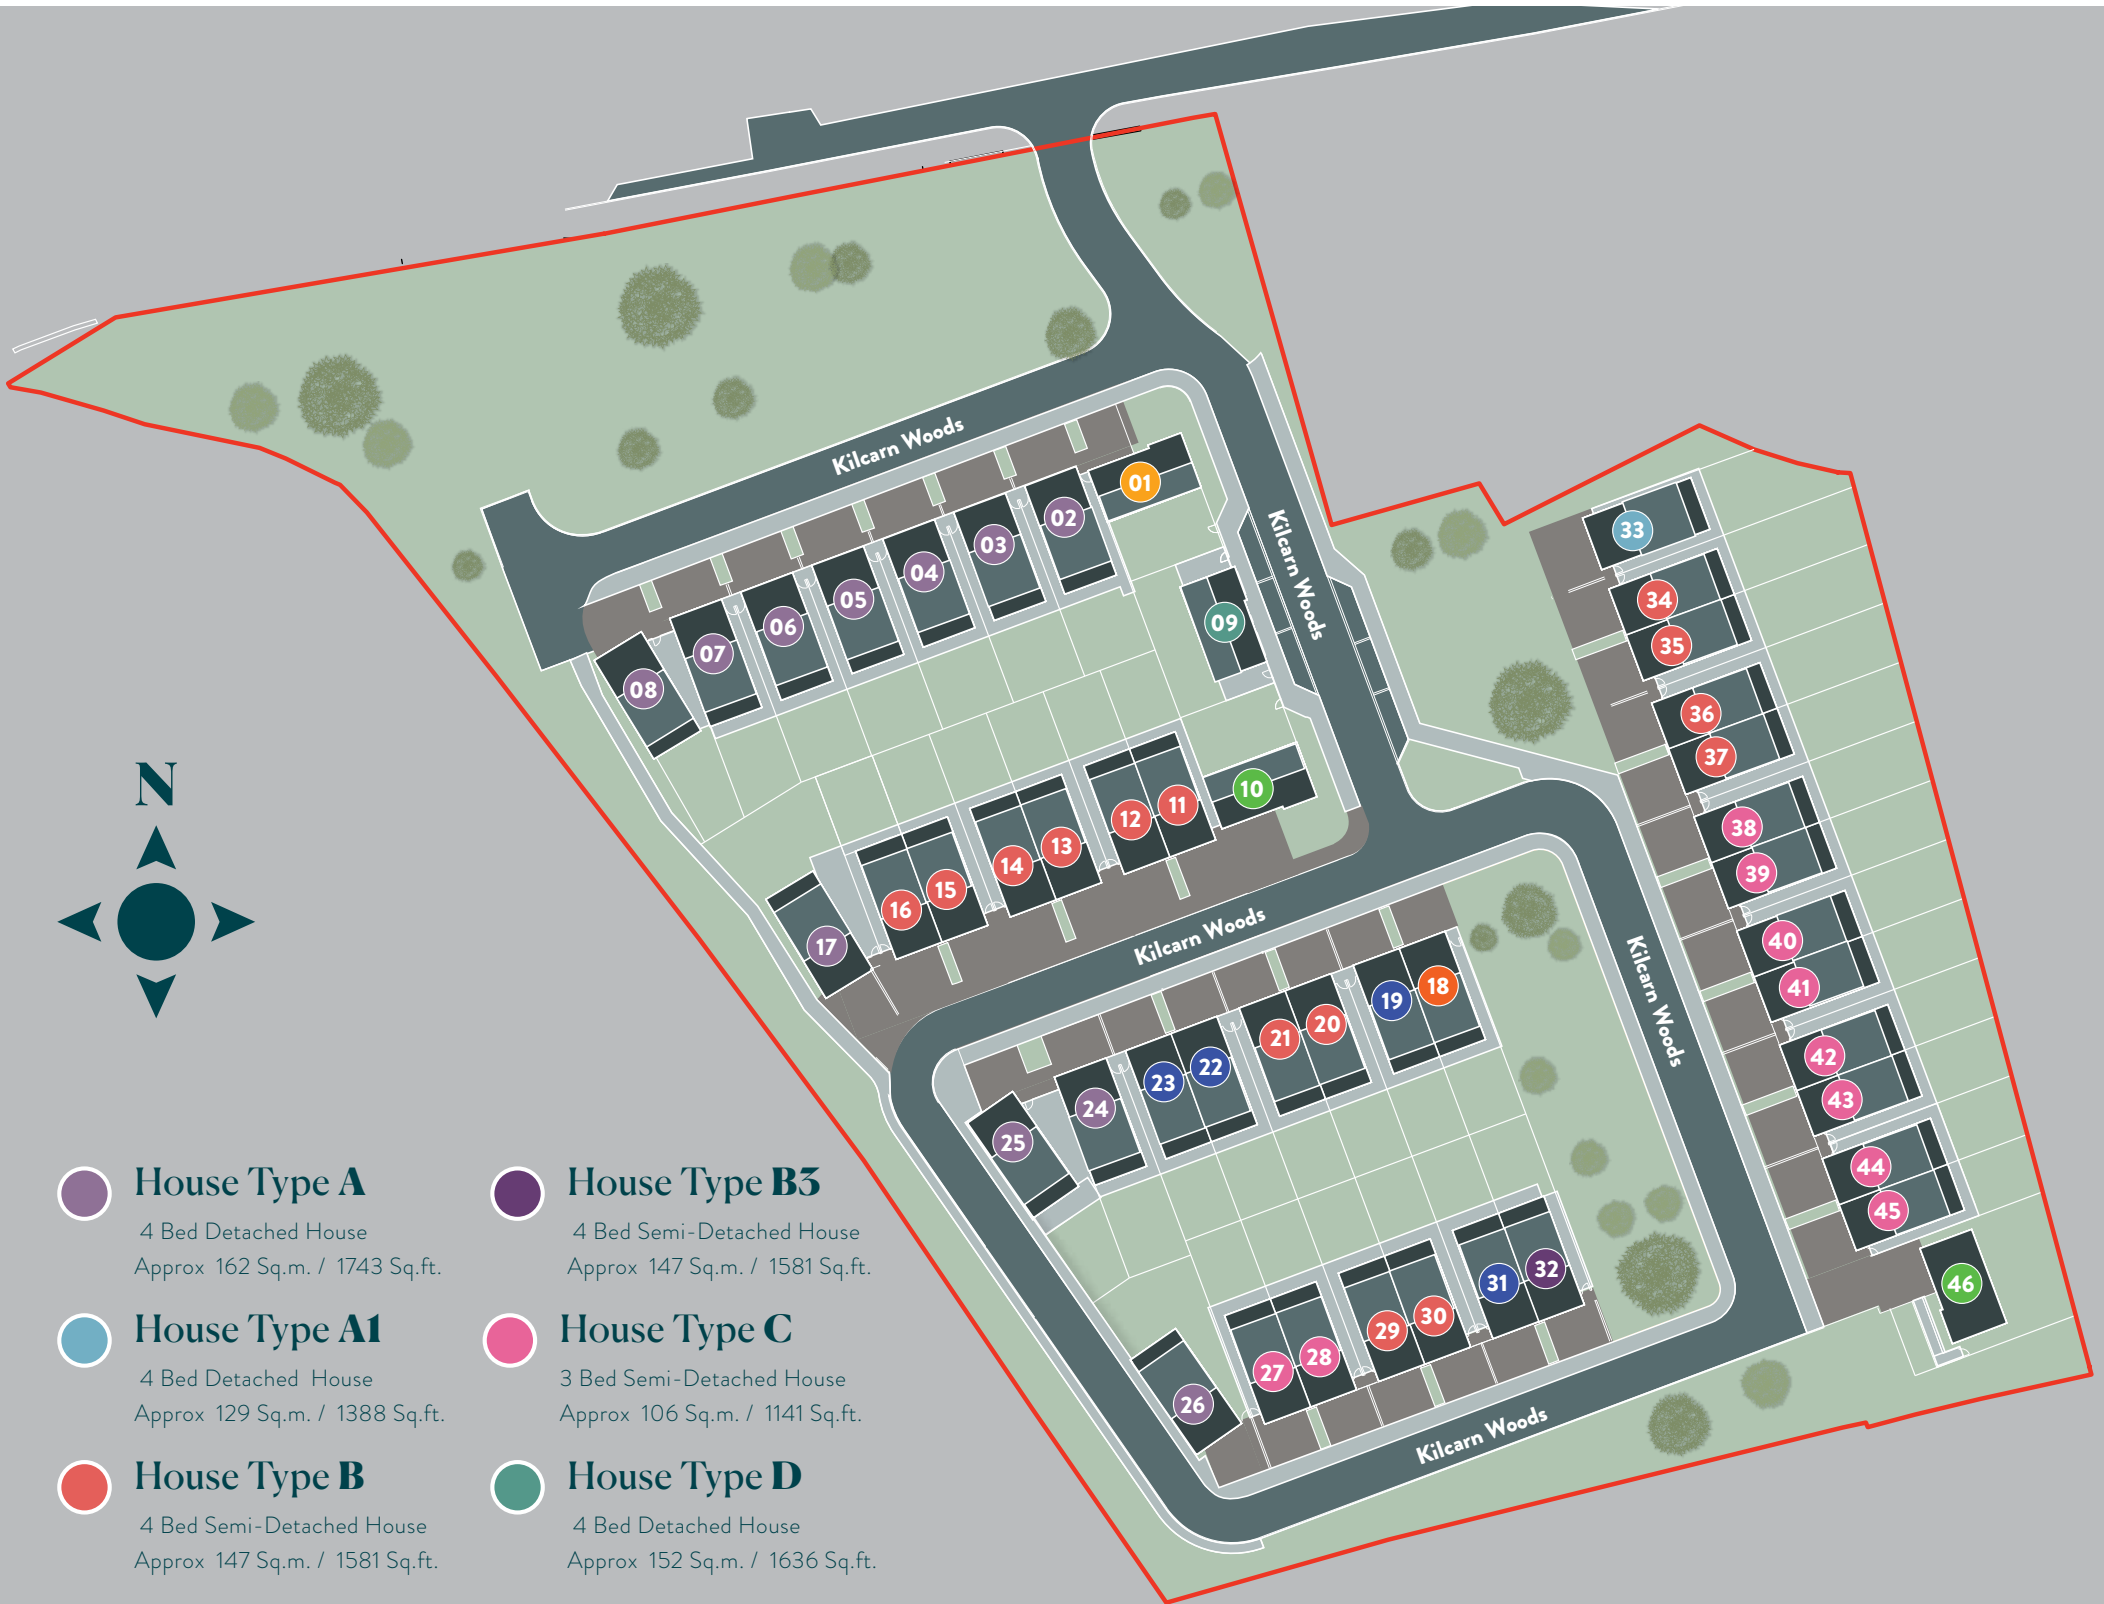 Kilcarn Woods
01
02
03
04
05
06
07
08
Kilcarn Woods
09
10
11
12
13
14
15
16
17
Kilcarn Woods
18
19
20
21
22
23
24
25
26
27
28
29
30
31
32
Kilcarn Woods
33
34
35
36
37
38
39
40
41
42
43
44
45
46
Kilcarn Woods
N
House Type A
4 Bed Detached House
Approx 162 Sq.m. / 1743 Sq.ft.
House Type A1
4 Bed Detached House
Approx 129 Sq.m. / 1388 Sq.ft.
House Type B
4 Bed Semi-Detached House
Approx 147 Sq.m. / 1581 Sq.ft.
House Type B3
4 Bed Semi-Detached House
Approx 147 Sq.m. / 1581 Sq.ft.
House Type C
3 Bed Semi-Detached House
Approx 106 Sq.m. / 1141 Sq.ft.
House Type D
4 Bed Detached House
Approx 152 Sq.m. / 1636 Sq.ft.